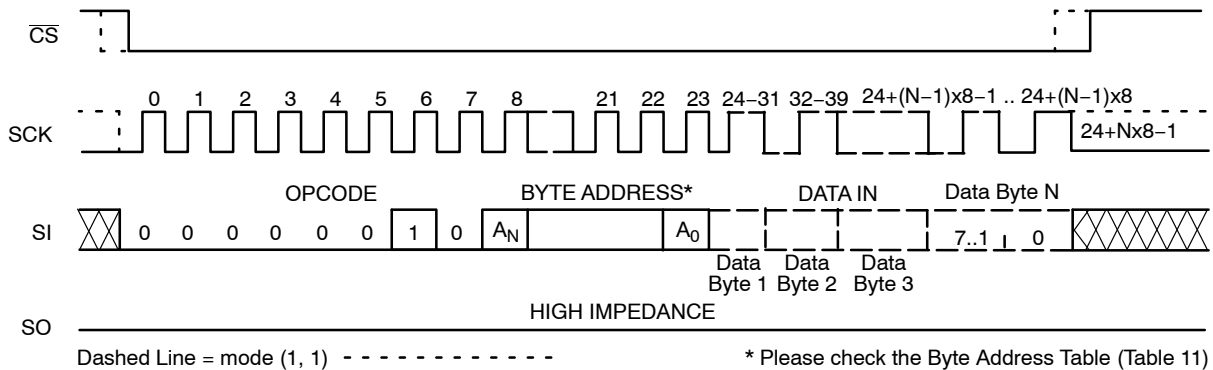 CS
0 1 2 3 4 5 6 7 8 21 22 23 24−31 32−39 24+(N−1)x8−1 .. 24+(N−1)x8
SCK
24+Nx8−1
OPCODE BYTE ADDRESS* DATA IN Data Byte N
SI
0 0 0 0 0 0 1 0 AN A0 7..1 0
Data Byte 1
Data Byte 2
Data Byte 3
HIGH IMPEDANCE
SO
Dashed Line = mode (1, 1) * Please check the Byte Address Table (Table 11)